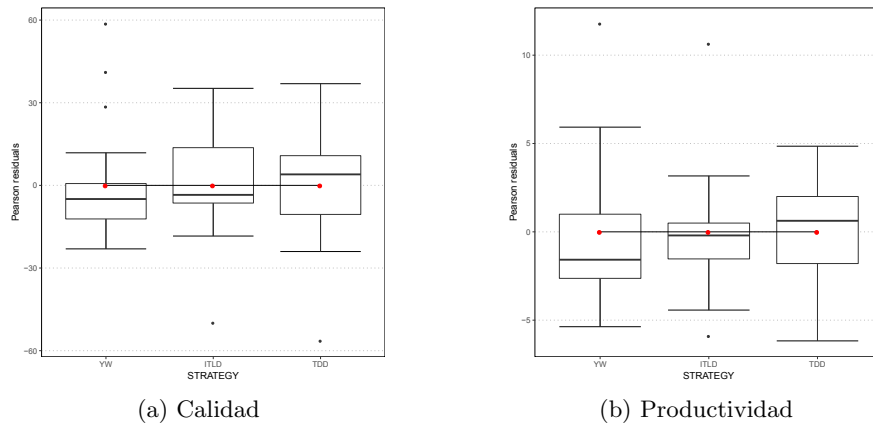 60
30
0
−30
−60
Pearson residuals
YW
ITLD
TDD
STRATEGY
(a) Calidad
10
5
0
−5
Pearson residuals
YW
ITLD
TDD
STRATEGY
(b) Productividad